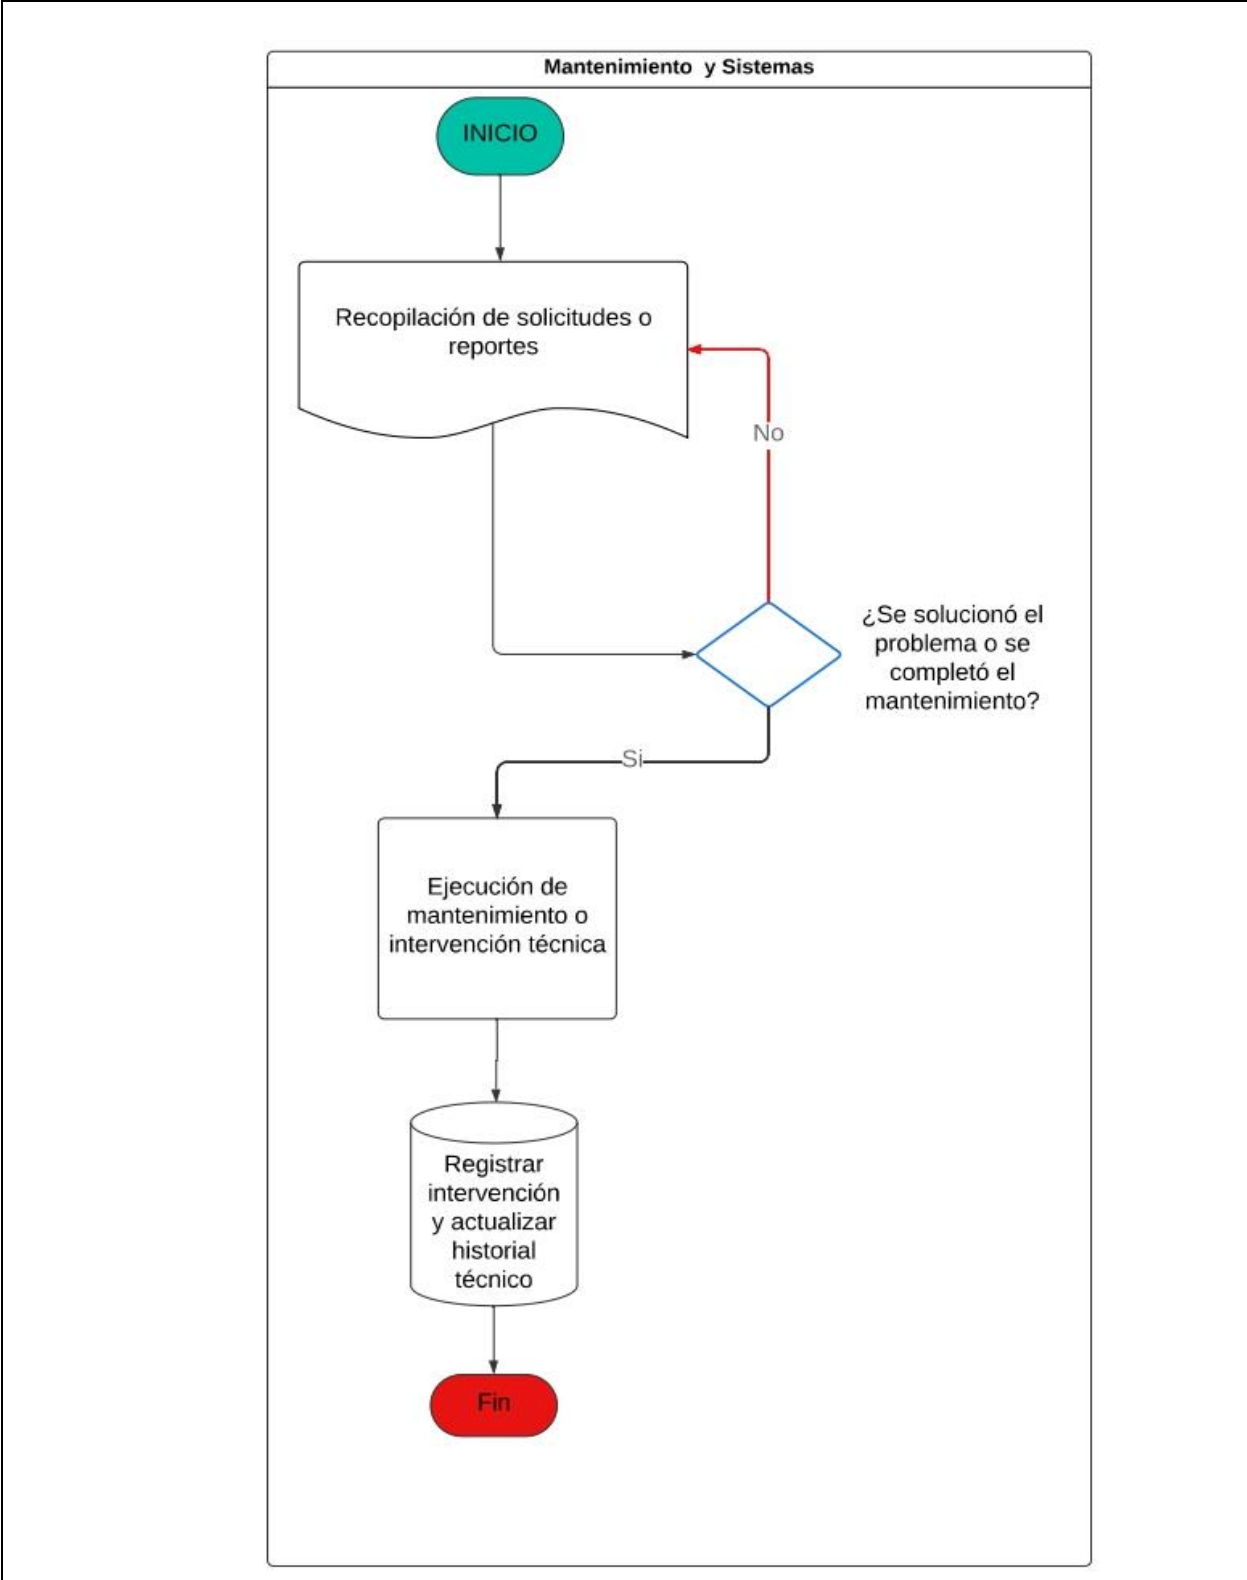 Mantenimiento y Sistemas
INICIO
Recopilación de solicitudes o
reportes
No
¿Se solucionó el
problema o se
completó el
mantenimiento?
Si
Ejecución de
mantenimiento o
intervención técnica
Registrar
intervención
y actualizar
historial
técnico
Fin